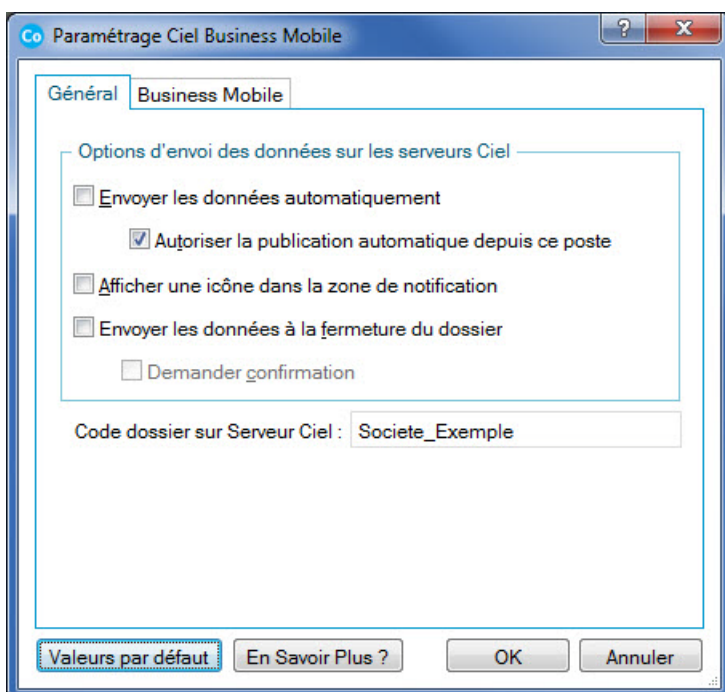 Co Paramétrage Ciel Business Mobile ? X
Général Business Mobile
Options d'envoi des données sur les serveurs Ciel
Envoyer les données automatiquement
Autoriser la publication automatique depuis ce poste
Afficher une icône dans la zone de notification
Envoyer les données à la fermeture du dossier
Demander confirmation
Code dossier sur Serveur Ciel : Societe_Exemple
Valeurs par défaut En Savoir Plus ? OK Annuler